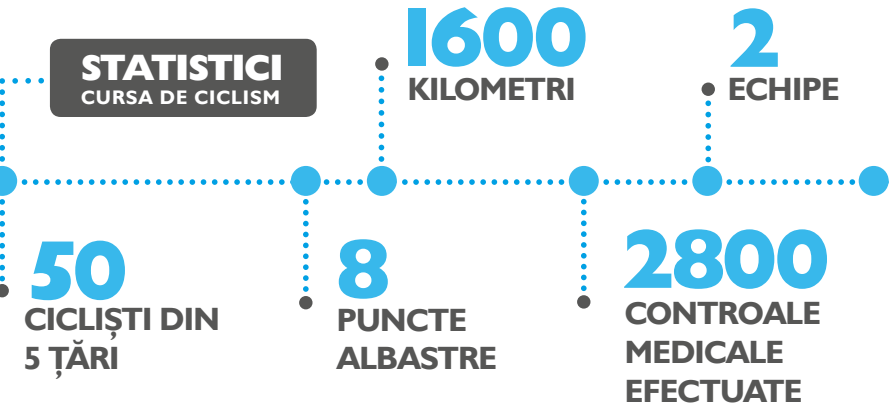 STATISTICI
CURSA DE CICLISM
1600
KILOMETRI
2
ECHIPE
50
CICLIȘTI DIN
5 ȚĂRI
8
PUNCTE
ALBASTRE
2800
CONTROALE
MEDICALE
EFECTUATE